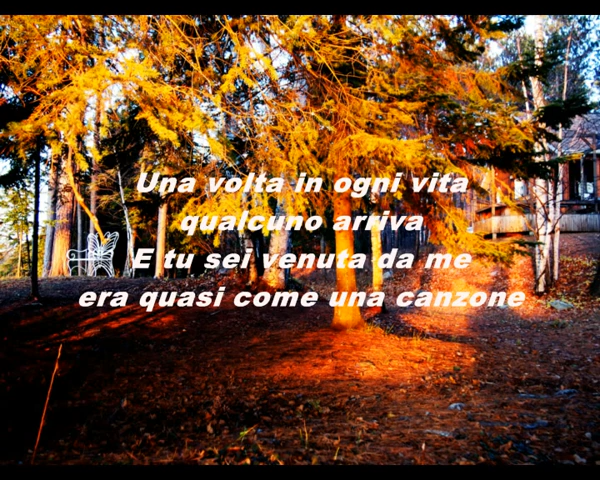 Una volta in ogni vita
qualcuno arriva
E tu sei venuta da me
era quasi come una canzone